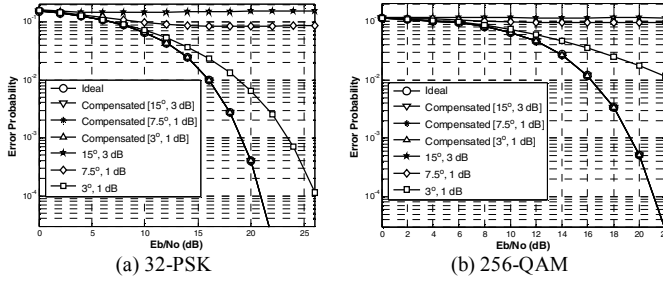 10^-1
10^-2
10^-3
10^-4
Error Probability
Ideal
Compensated [15°, 3 dB]
Compensated [7.5°, 1 dB]
Compensated [3°, 1 dB]
15°, 3 dB
7.5°, 1 dB
3°, 1 dB
0 5 10 15 20 25
Eb/No (dB)
(a) 32-PSK
10^-1
10^-2
10^-3
10^-4
Error Probability
Ideal
Compensated [15°, 3 dB]
Compensated [7.5°, 1 dB]
Compensated [3°, 1 dB]
15°, 3 dB
7.5°, 1 dB
3°, 1 dB
0 2 4 6 8 10 12 14 16 18 20 22
Eb/No (dB)
(b) 256-QAM